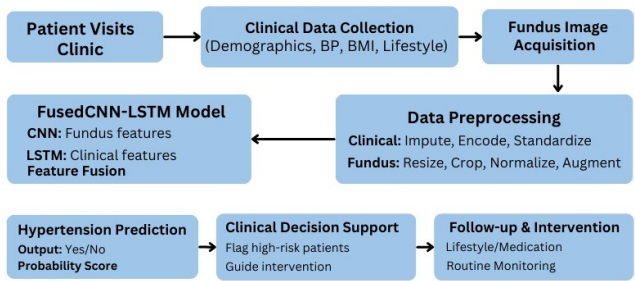 Patient Visits
Clinic
Clinical Data Collection
(Demographics, BP, BMI, Lifestyle)
Fundus Image
Acquisition
FusedCNN-LSTM Model
CNN: Fundus features
LSTM: Clinical features
Feature Fusion
Data Preprocessing
Clinical: Impute, Encode, Standardize
Fundus: Resize, Crop, Normalize, Augment
Hypertension Prediction
Output: Yes/No
Probability Score
Clinical Decision Support
Flag high-risk patients
Guide intervention
Follow-up & Intervention
Lifestyle/Medication
Routine Monitoring